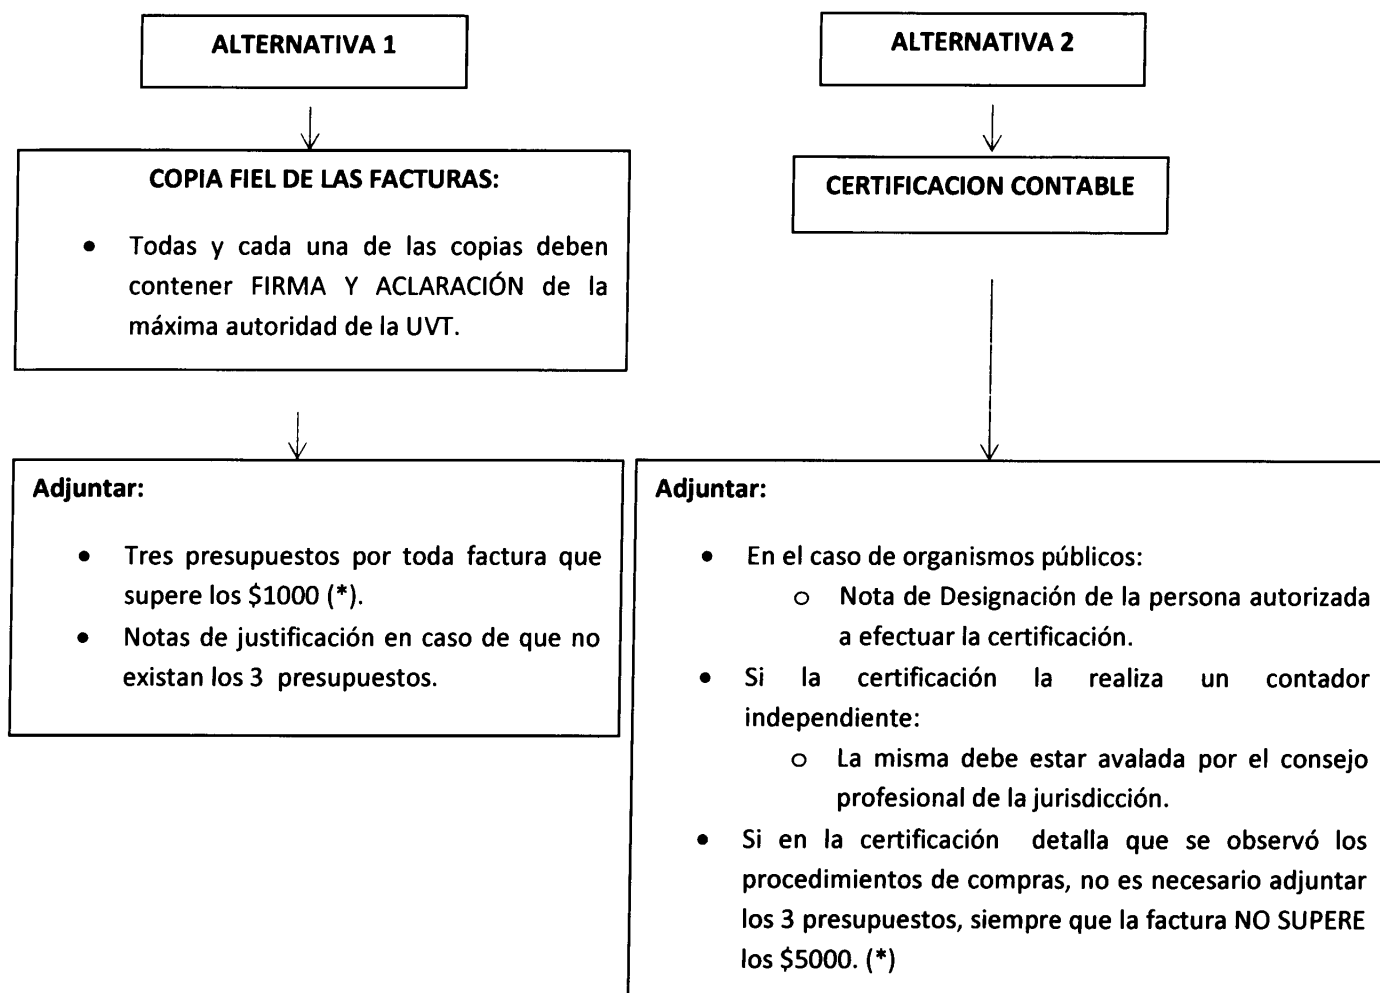 ALTERNATIVA 1
COPIA FIEL DE LAS FACTURAS:
• Todas y cada una de las copias deben
contener FIRMA Y ACLARACIÓN de la
máxima autoridad de la UVT.
Adjuntar:
• Tres presupuestos por toda factura que
supere los $1000 (*).
• Notas de justificación en caso de que no
existan los 3 presupuestos.
ALTERNATIVA 2
CERTIFICACION CONTABLE
Adjuntar:
• En el caso de organismos públicos:
o Nota de Designación de la persona autorizada
a efectuar la certificación.
• Si la certificación la realiza un contador
independiente:
o La misma debe estar avalada por el consejo
profesional de la jurisdicción.
• Si en la certificación detalla que se observó los
procedimientos de compras, no es necesario adjuntar
los 3 presupuestos, siempre que la factura NO SUPERE
los $5000. (*)